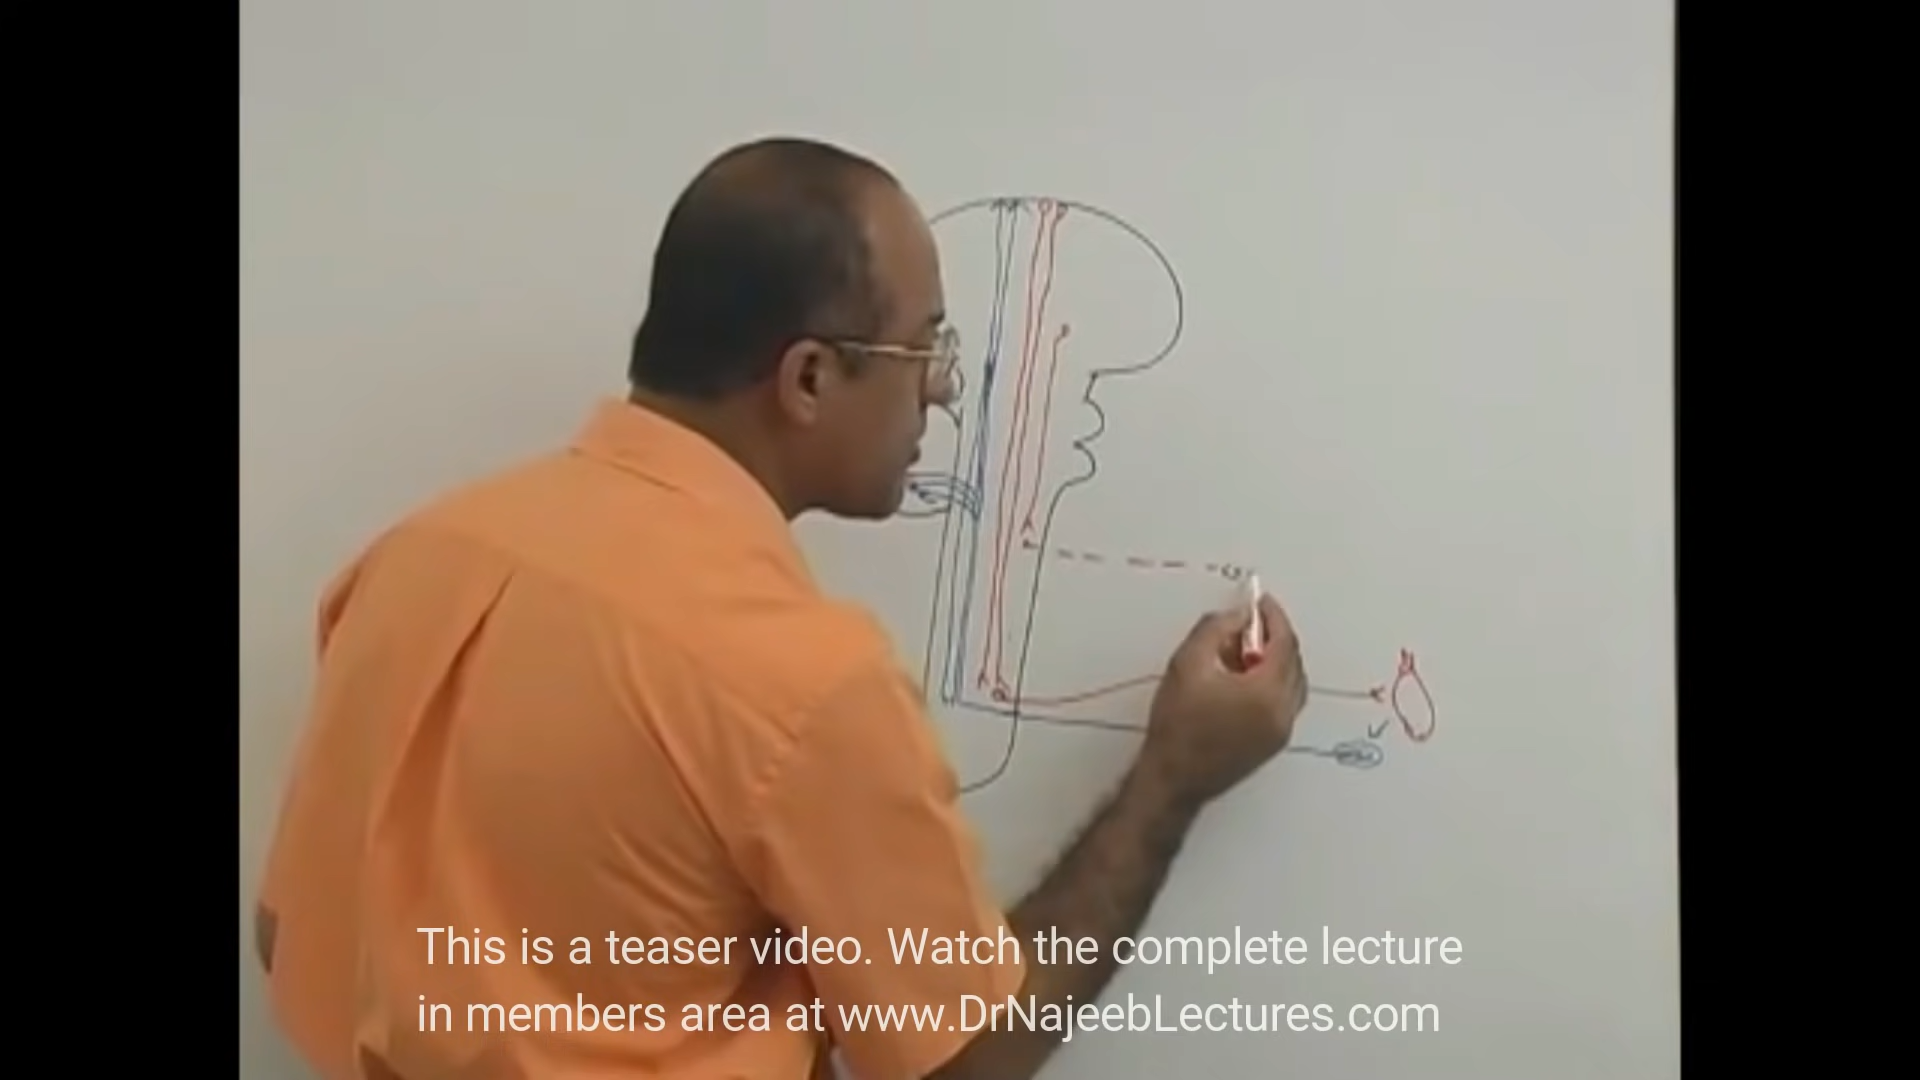 This is a teaser video. Watch the complete lecture
in members area at www.DrNajeebLectures.com